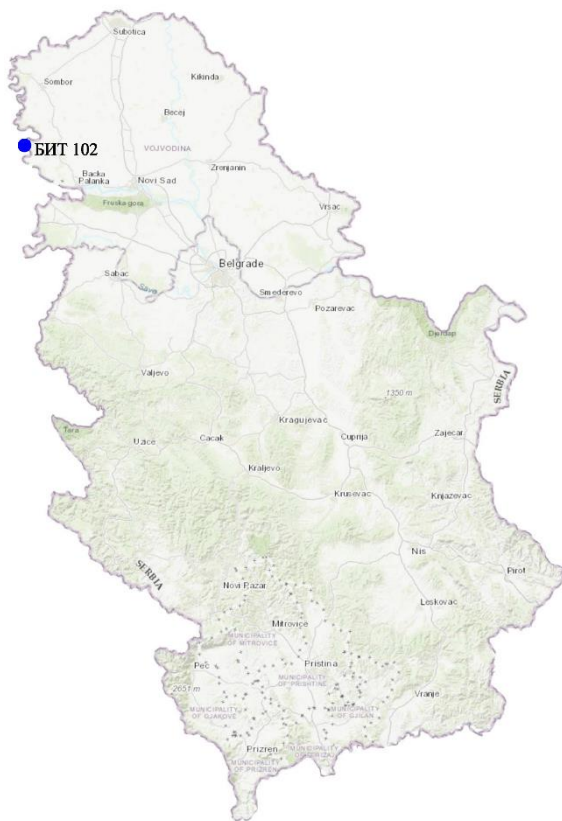 Subotica
Sombor
Kikinda
Becej
БИТ 102
VOJVODINA
Zrenjanin
Backa
Palanka
Novi Sad
Fruska gora
Vrsac
Belgrade
Sabac
Sava
Smederevo
Pozarevac
Djerdap
Valjevo
1350 m
SERBIA
Tara
Uzice
Cacak
Kragujevac
Cuprija
Zajecar
Kraljevo
Krusevac
Knjazevac
Nis
Pirot
SERBIA
Novi Pazar
Leskovac
Mitrovice
MUNICIPALITY
OF MITROVICE
Pec
Pristina
MUNICIPALITY
OF PRISHTINE
2651 m
Vranje
MUNICIPALITY
OF GJAKOVE
MUNICIPALITY
OF GJILAN
Prizren
MUNICIPALITY
OF PRIZREN